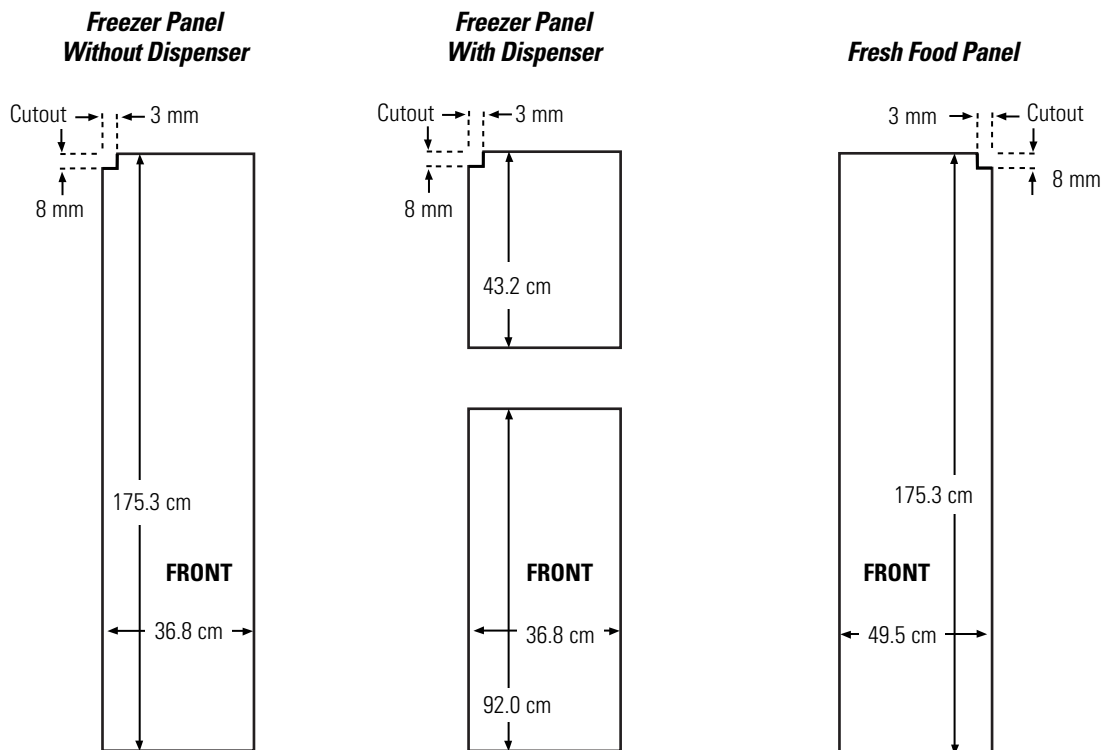 Freezer Panel
Without Dispenser
Cutout
3 mm
8 mm
175.3 cm
FRONT
36.8 cm
Freezer Panel
With Dispenser
Cutout
3 mm
8 mm
43.2 cm
FRONT
36.8 cm
92.0 cm
Fresh Food Panel
3 mm
Cutout
8 mm
175.3 cm
FRONT
49.5 cm